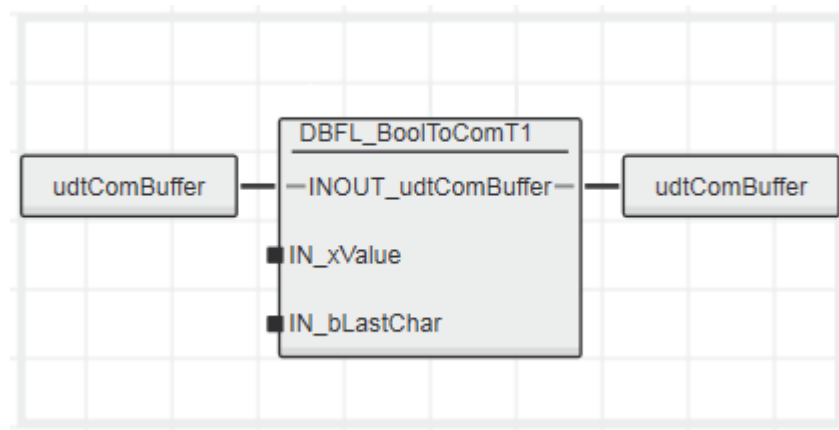 DBFL_BoolToComT1
udtComBuffer INOUT_udtComBuffer udtComBuffer
IN_xValue
IN_bLastChar